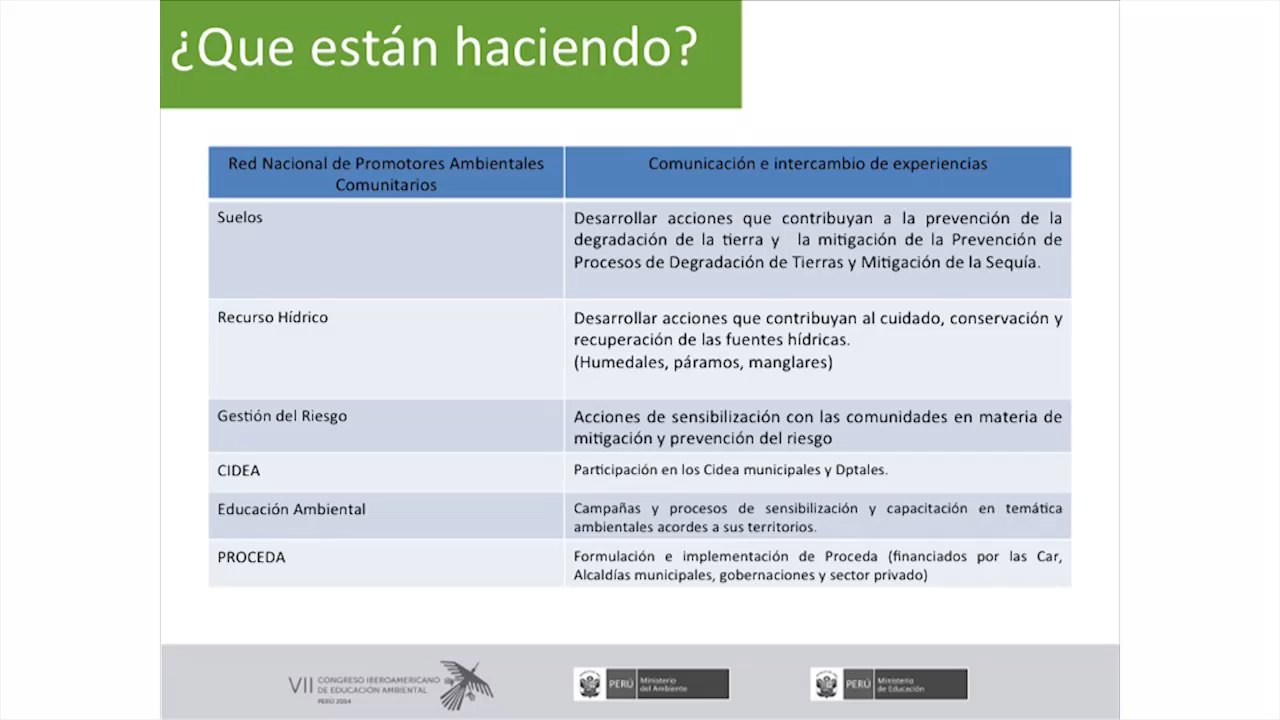 ¿Que están haciendo?
Red Nacional de Promotores Ambientales
Comunitarios
Comunicación e intercambio de experiencias
Suelos
Desarrollar acciones que contribuyan a la prevención de la
degradación de la tierra y la mitigación de la Prevención de
Procesos de Degradación de Tierras y Mitigación de la Sequía.
Recurso Hídrico
Desarrollar acciones que contribuyan al cuidado, conservación y
recuperación de las fuentes hídricas.
(Humedales, páramos, manglares)
Gestión del Riesgo
Acciones de sensibilización con las comunidades en materia de
mitigación y prevención del riesgo
CIDEA
Participación en los Cidea municipales y Dptales.
Educación Ambiental
Campañas y procesos de sensibilización y capacitación en temática
ambientales acordes a sus territorios.
PROCEDA
Formulación e implementación de Proceda (financiados por las Car,
Alcaldías municipales, gobernaciones y sector privado)
VII CONGRESO IBEROAMERICANO
DE EDUCACIÓN AMBIENTAL
PERÚ 2014
PERÚ Ministerio
del Ambiente
PERÚ Ministerio
de Educación